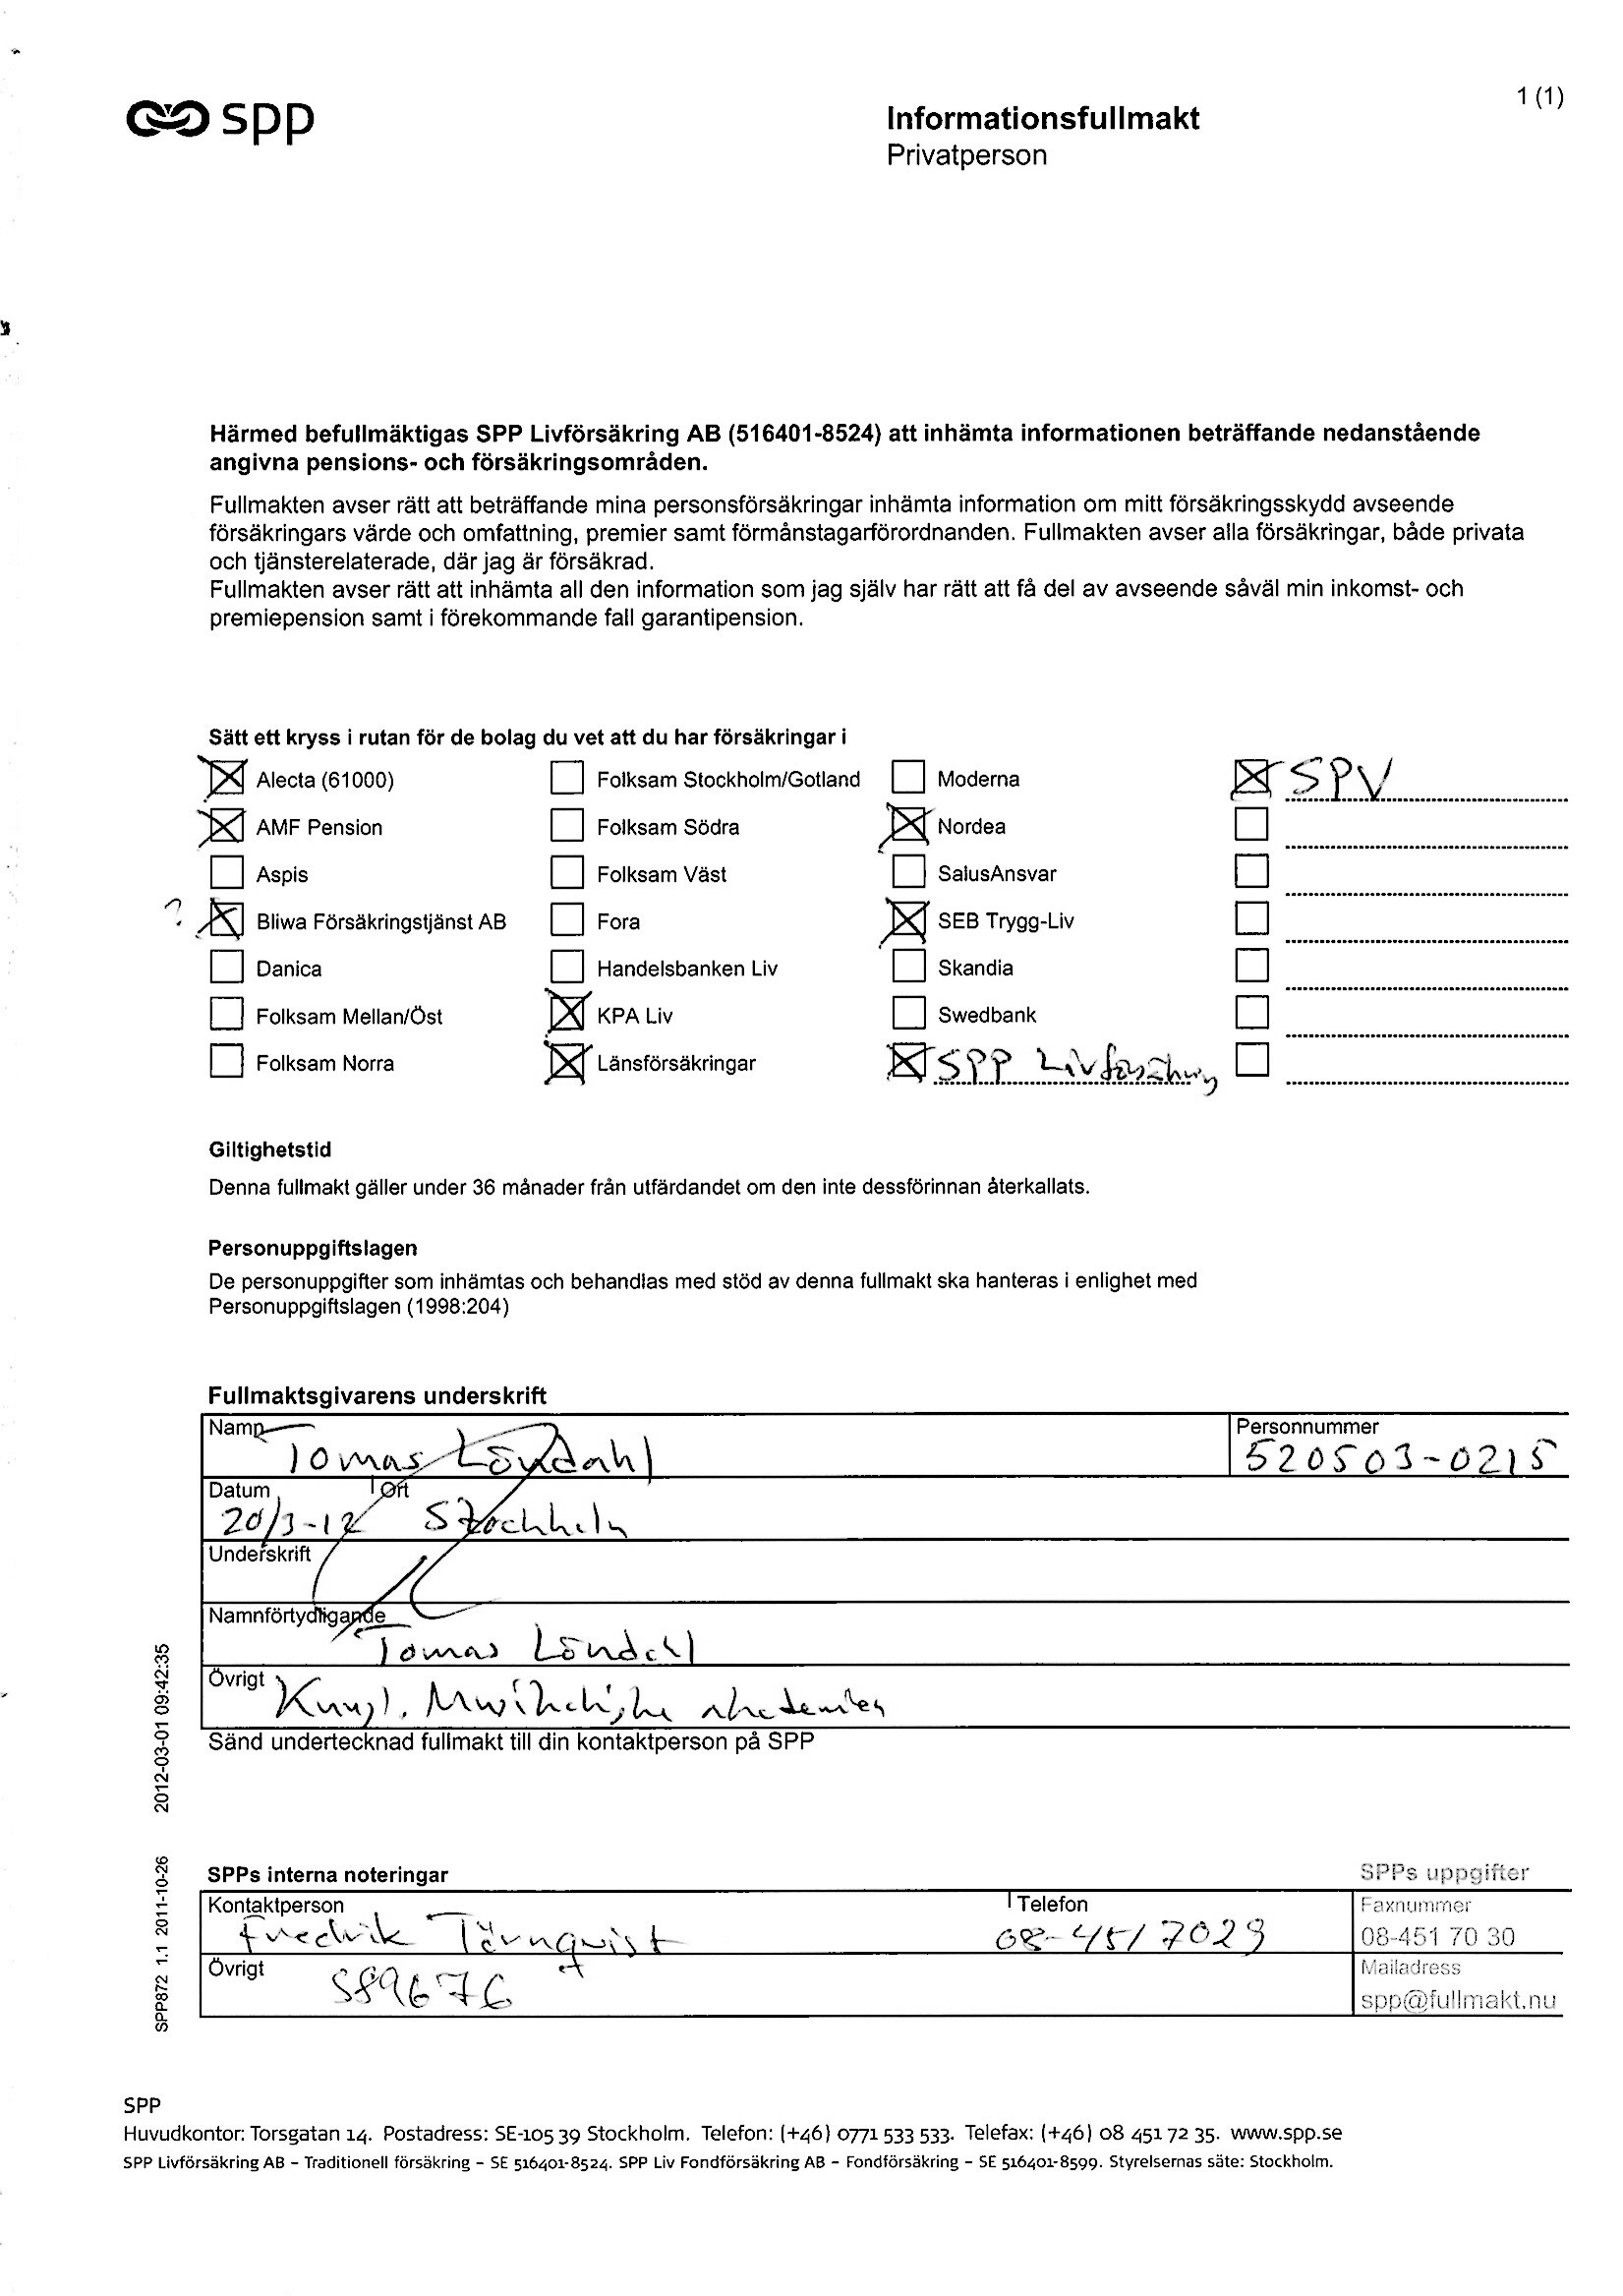 spp
Informationsfullmakt
Privatperson
1 (1)
Härmed befullmäktigas SPP Livförsäkring AB (516401-8524) att inhämta informationen beträffande nedanstående
angivna pensions- och försäkringsområden.
Fullmakten avser rätt att beträffande mina personsförsäkringar inhämta information om mitt försäkringsskydd avseende
försäkringars värde och omfattning, premier samt förmånstagarförordnanden. Fullmakten avser alla försäkringar, både privata
och tjänsterelaterade, där jag är försäkrad.
Fullmakten avser rätt att inhämta all den information som jag själv har rätt att få del av avseende såväl min inkomst- och
premiepension samt i förekommande fall garantipension.
Sätt ett kryss i rutan för de bolag du vet att du har försäkringar i
Alecta (61000) Folksam Stockholm/Gotland Moderna SPV
AMF Pension Folksam Södra Nordea
Aspis Folksam Väst SalusAnsvar
? Bliwa Försäkringstjänst AB Fora SEB Trygg-Liv
Danica Handelsbanken Liv Skandia
Folksam Mellan/Öst KPA Liv Swedbank
Folksam Norra Länsförsäkringar SPP Livförsäkring
Giltighetstid
Denna fullmakt gäller under 36 månader från utfärdandet om den inte dessförinnan återkallats.
Personuppgiftslagen
De personuppgifter som inhämtas och behandlas med stöd av denna fullmakt ska hanteras i enlighet med
Personuppgiftslagen (1998:204)
Fullmaktsgivarens underskrift
Namn Personnummer
Tomas Löndahl 520503-0215
Datum Ort
20/3-12 Stockholm
Underskrift
Namnförtydligande
Tomas Löndahl
Övrigt
Kungl. Musikaliska akademien
Sänd undertecknad fullmakt till din kontaktperson på SPP
SPP872 1.1 2011-10-26 2012-03-01 09:42:35
SPPs interna noteringar SPPs uppgifter
Kontaktperson Telefon Faxnummer
Fredrik Törnqvist 08-451 7029 08-451 70 30
Övrigt Mailadress
S89676 spp@fullmakt.nu
SPP
Huvudkontor: Torsgatan 14. Postadress: SE-105 39 Stockholm. Telefon: (+46) 0771 533 533. Telefax: (+46) 08 451 72 35. www.spp.se
SPP Livförsäkring AB – Traditionell försäkring – SE 516401-8524. SPP Liv Fondförsäkring AB – Fondförsäkring – SE 516401-8599. Styrelsernas säte: Stockholm.